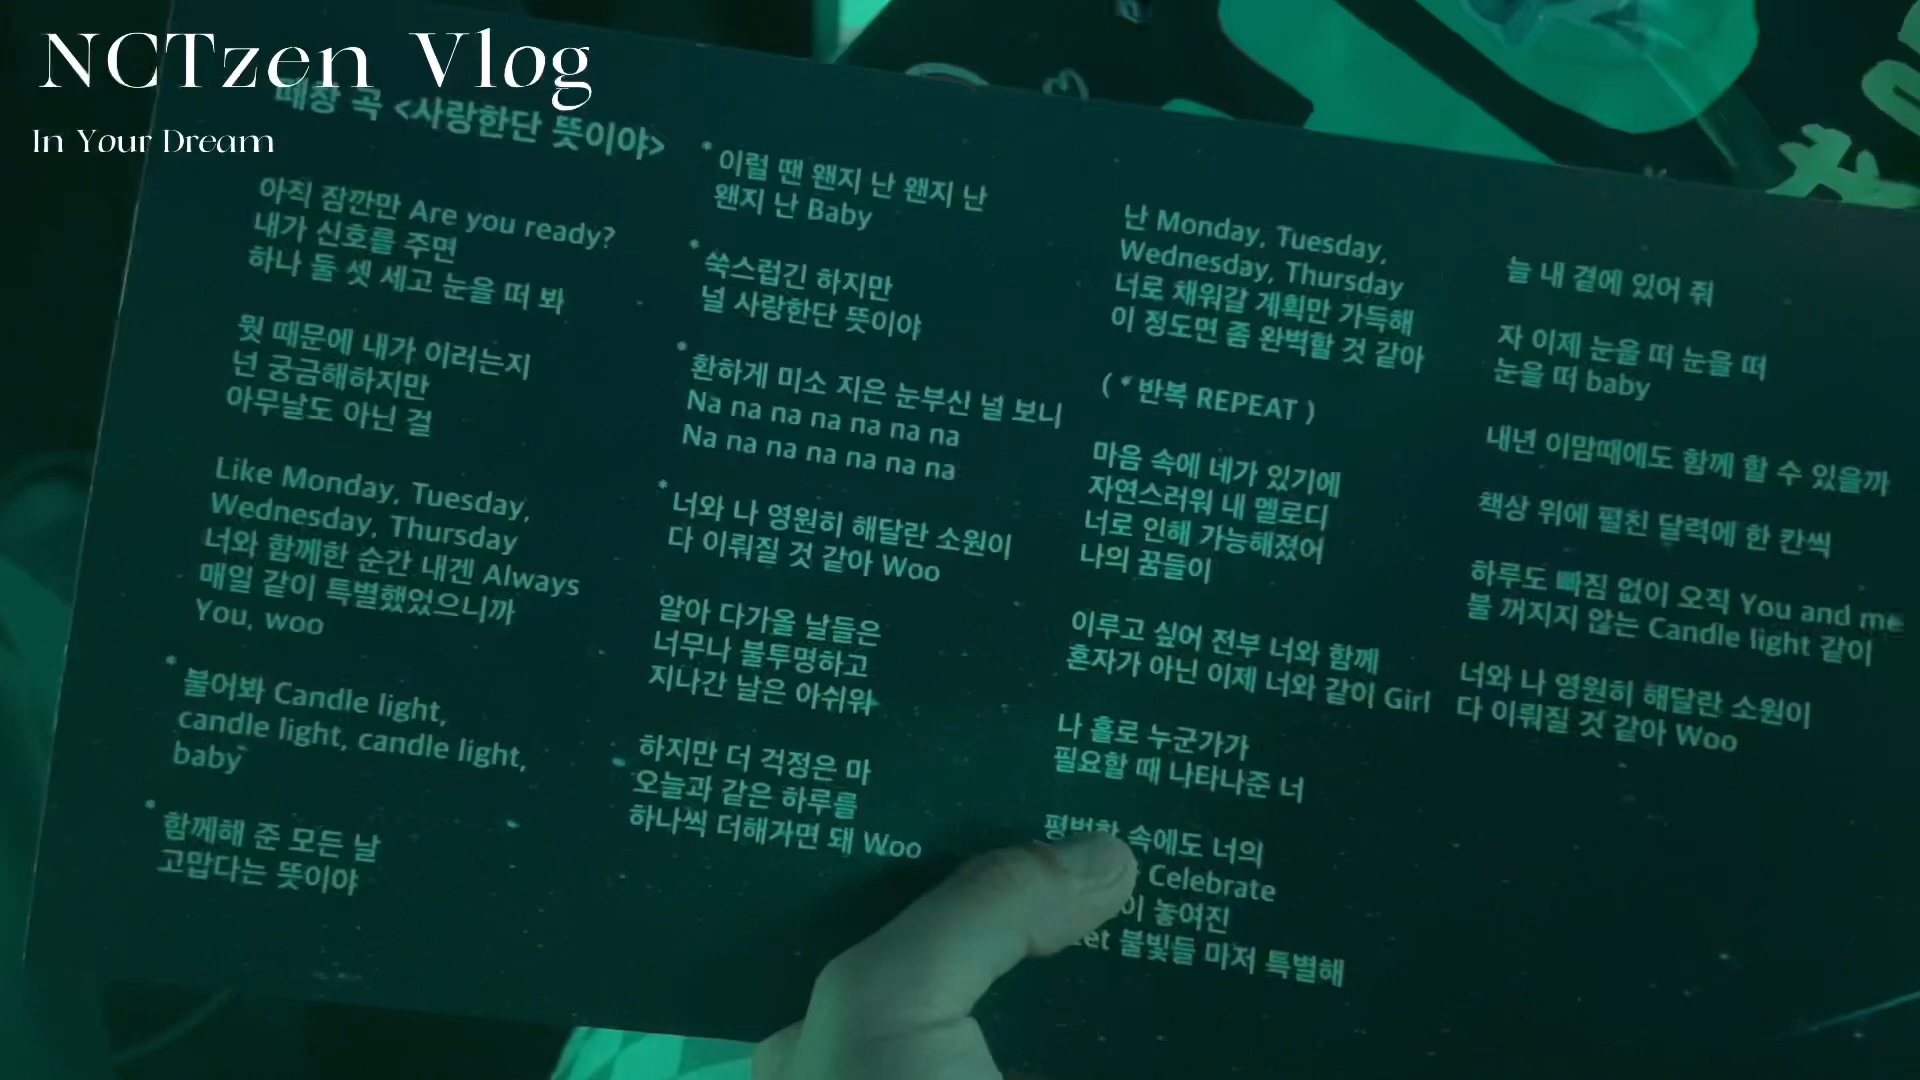 NCTzen Vlog
In Your Dream
떼창 곡 <사랑한단 뜻이야>
아직 잠깐만 Are you ready?
내가 신호를 주면
하나 둘 셋 세고 눈을 떠 봐
뭣 때문에 내가 이러는지
넌 궁금해하지만
아무날도 아닌 걸
Like Monday, Tuesday,
Wednesday, Thursday
너와 함께한 순간 내겐 Always
매일 같이 특별했었으니까
You, woo
* 불어봐 Candle light,
candle light, candle light,
baby
* 함께해 준 모든 날
고맙다는 뜻이야
* 이럴 땐 왠지 난 왠지 난
왠지 난 Baby
* 쑥스럽긴 하지만
널 사랑한단 뜻이야
* 환하게 미소 지은 눈부신 널 보니
Na na na na na na na
Na na na na na na na
* 너와 나 영원히 해달란 소원이
다 이뤄질 것 같아 Woo
알아 다가올 날들은
너무나 불투명하고
지나간 날은 아쉬워
하지만 더 걱정은 마
오늘과 같은 하루를
하나씩 더해가면 돼 Woo
난 Monday, Tuesday,
Wednesday, Thursday
너로 채워갈 계획만 가득해
이 정도면 좀 완벽할 것 같아
( * 반복 REPEAT )
마음 속에 네가 있기에
자연스러워 내 멜로디
너로 인해 가능해졌어
나의 꿈들이
이루고 싶어 전부 너와 함께
혼자가 아닌 이제 너와 같이 Girl
나 홀로 누군가가
필요할 때 나타나준 너
평범한 속에도 너의
Celebrate
놓여진
불빛들 마저 특별해
늘 내 곁에 있어 줘
자 이제 눈을 떠 눈을 떠
눈을 떠 baby
내년 이맘때에도 함께 할 수 있을까
책상 위에 펼친 달력에 한 칸씩
하루도 빠짐 없이 오직 You and me
불 꺼지지 않는 Candle light 같이
너와 나 영원히 해달란 소원이
다 이뤄질 것 같아 Woo